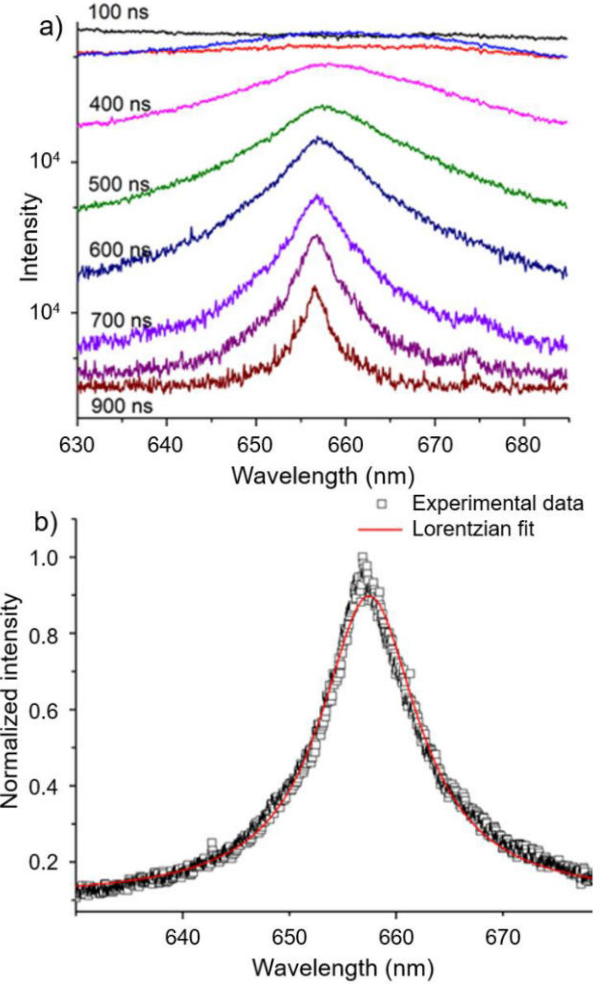 a)
100 ns
400 ns
10⁴
500 ns
600 ns
10⁴
700 ns
900 ns
Intensity
630 640 650 660 670 680
Wavelength (nm)
b)
Experimental data
Lorentzian fit
1.0
0.8
0.6
0.4
0.2
Normalized intensity
640 650 660 670
Wavelength (nm)